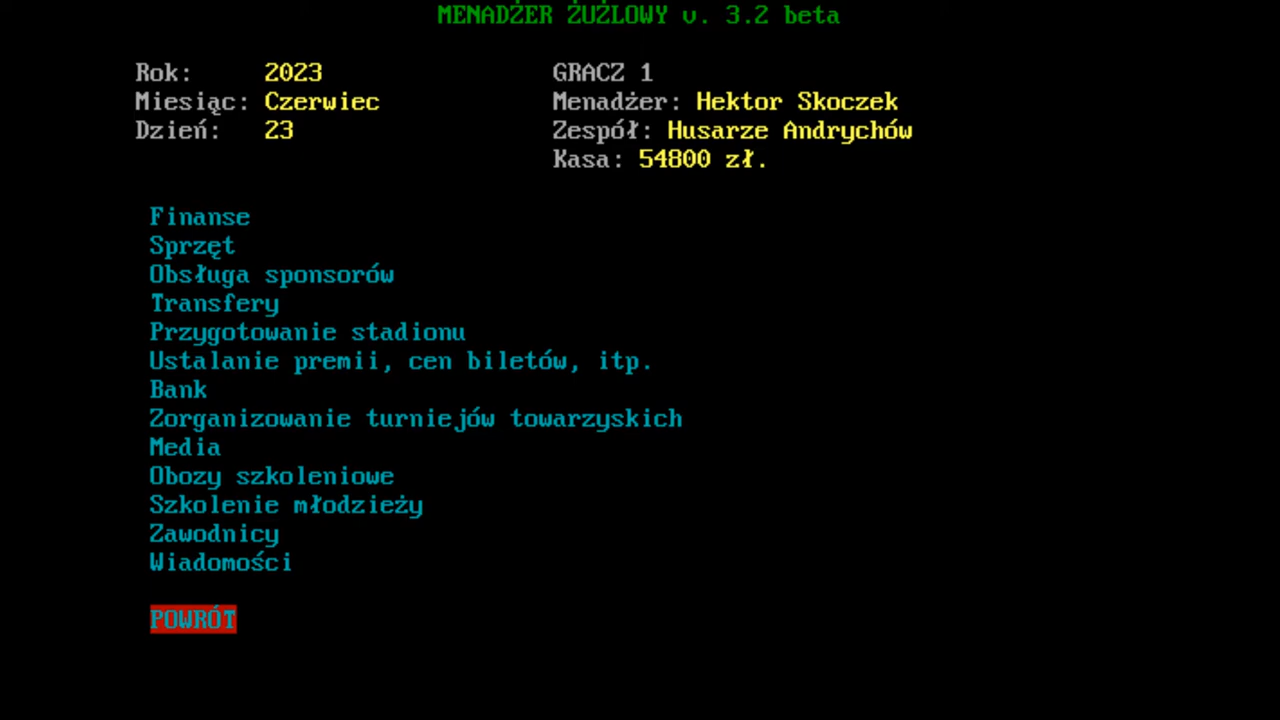 MENADŻER ŻUŻLOWY v. 3.2 beta
Rok: 2023
GRACZ 1
Miesiąc: Czerwiec
Menadżer: Hektor Skoczek
Dzień: 23
Zespół: Husarze Andrychów
Kasa: 54800 zł.
Finanse
Sprzęt
Obsługa sponsorów
Transfery
Przygotowanie stadionu
Ustalanie premii, cen biletów, itp.
Bank
Zorganizowanie turniejów towarzyskich
Media
Obozy szkoleniowe
Szkolenie młodzieży
Zawodnicy
Wiadomości
POWRÓT